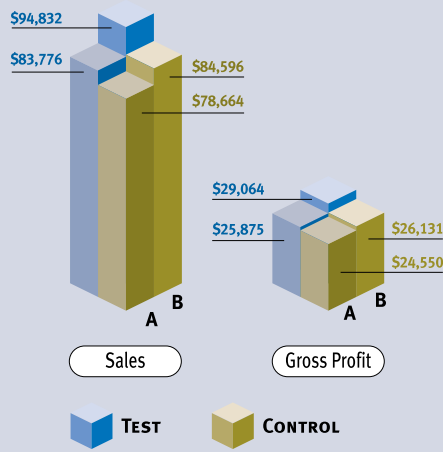 $94,832
$83,776
$84,596
$78,664
$29,064
$25,875
$26,131
$24,550
A B
A B
Sales
Gross Profit
TEST CONTROL